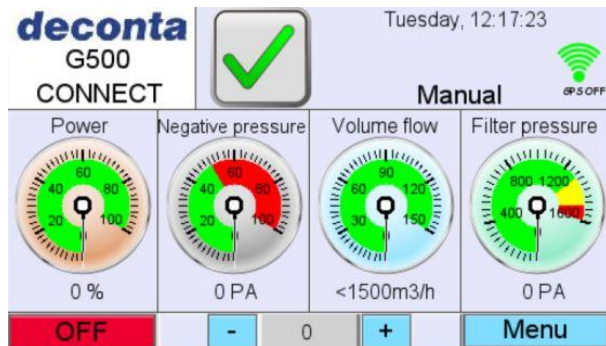 deconta
G500
CONNECT
Tuesday, 12:17:23
Manual
GPS OFF
Power
Negative pressure
Volume flow
Filter pressure
20 40 60 80 100
20 40 60 80 100
30 60 90 120 150
400 800 1200 1600
0 %
0 PA
<1500m3/h
0 PA
OFF
-
0
+
Menu